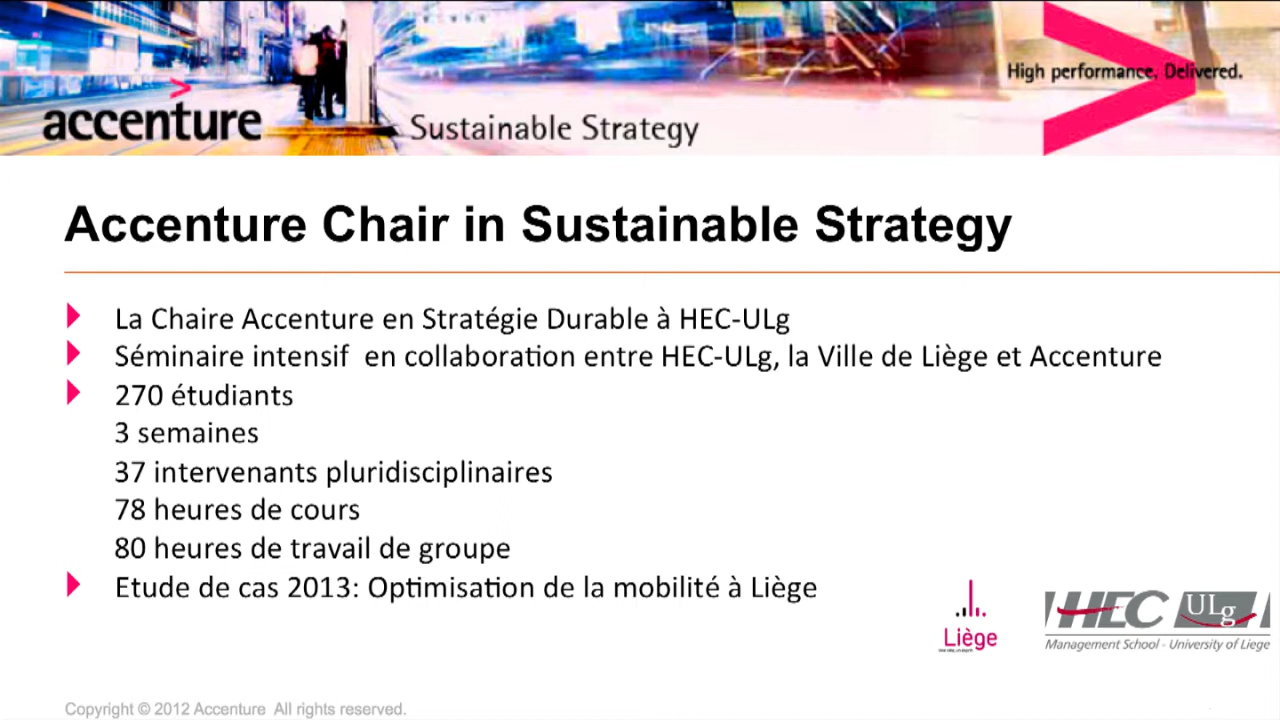 High performance. Delivered.
accenture
Sustainable Strategy
Accenture Chair in Sustainable Strategy
La Chaire Accenture en Stratégie Durable à HEC-ULg
Séminaire intensif en collaboration entre HEC-ULg, la Ville de Liège et Accenture
270 étudiants
3 semaines
37 intervenants pluridisciplinaires
78 heures de cours
80 heures de travail de groupe
Etude de cas 2013: Optimisation de la mobilité à Liège
Liège
HEC ULg
Management School - University of Liege
Copyright © 2012 Accenture All rights reserved.